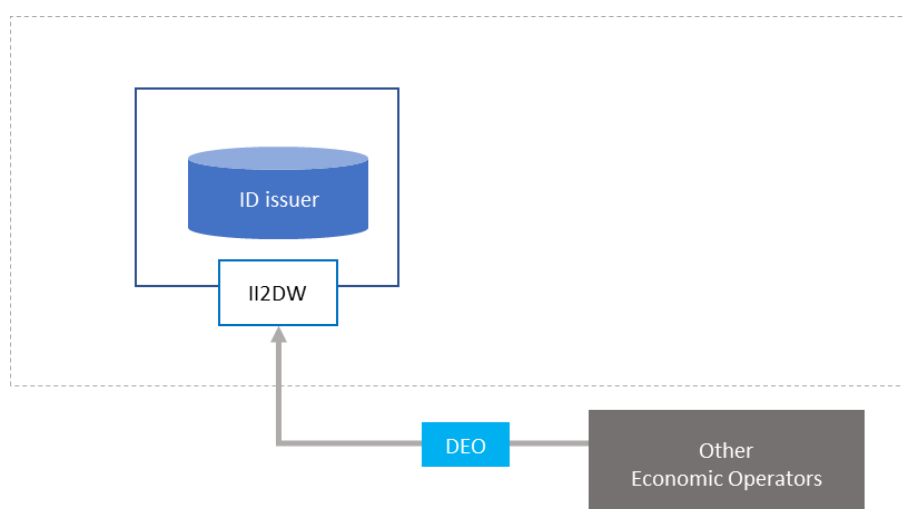 ID issuer
II2DW
DEO
Other
Economic Operators